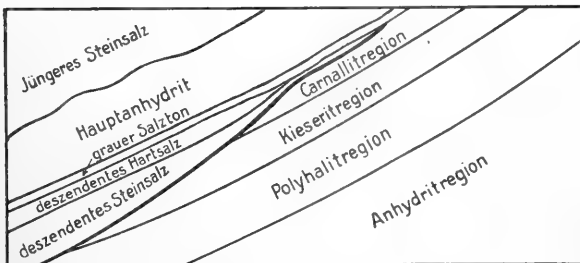 Jüngeres Steinsalz
Hauptanhydrit
grauer Salzton
deszendentes Hartsalz
deszendentes Steinsalz
Carnallitregion
Kieseritregion
Polyhalitregion
Anhydritregion